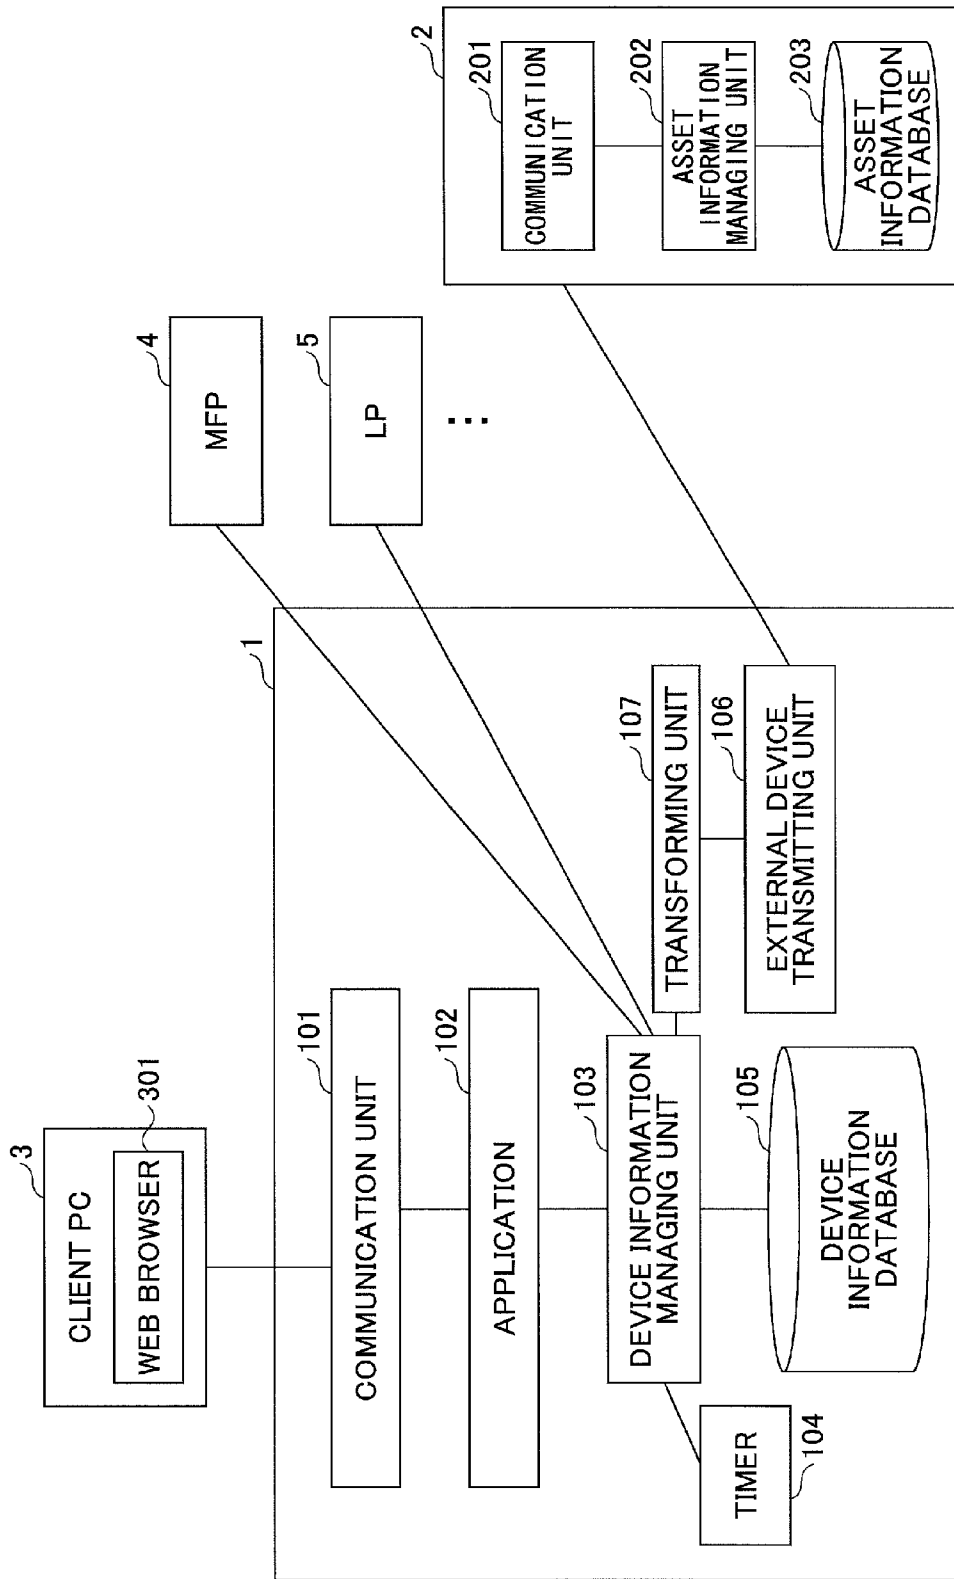 3
CLIENT PC
WEB BROWSER
301
1
COMMUNICATION UNIT
101
APPLICATION
102
DEVICE INFORMATION
MANAGING UNIT
103
TIMER
104
DEVICE
INFORMATION
DATABASE
105
TRANSFORMING UNIT
107
EXTERNAL DEVICE
TRANSMITTING UNIT
106
MFP
4
LP
5
...
2
COMMUNICATION
UNIT
201
ASSET
INFORMATION
MANAGING UNIT
202
ASSET
INFORMATION
DATABASE
203